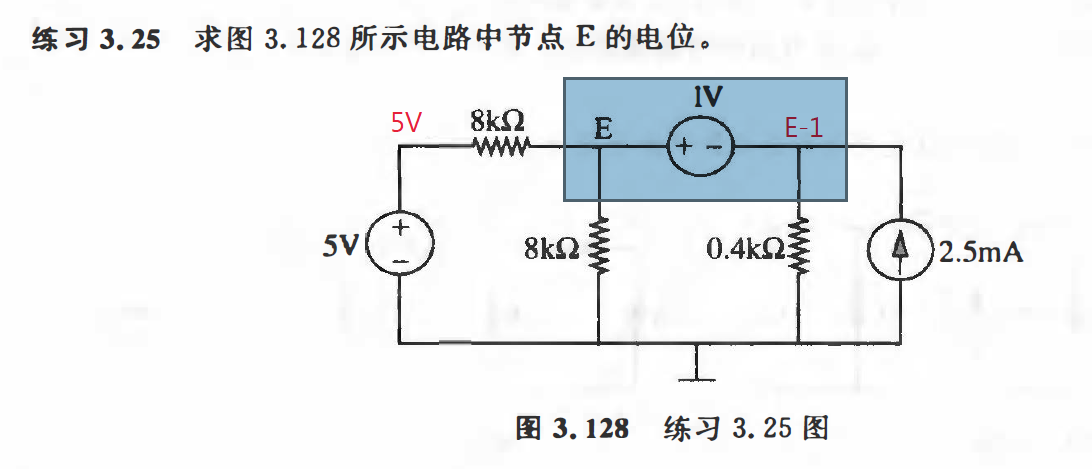 练习 3.25 求图 3.128 所示电路中节点 E 的电位。
1V
5V 8kΩ E E-1
+ -
+
5V 8kΩ 0.4kΩ 2.5mA
-
图 3.128 练习 3.25 图